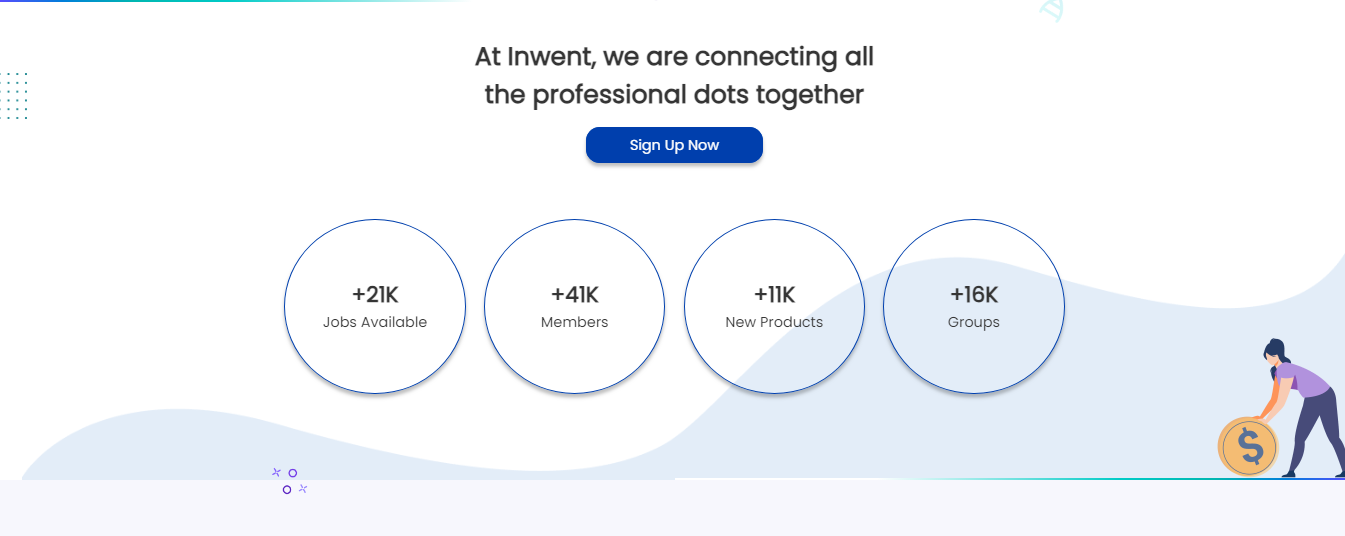 At Inwent, we are connecting all
the professional dots together
Sign Up Now
+21K
Jobs Available
+41K
Members
+11K
New Products
+16K
Groups
$